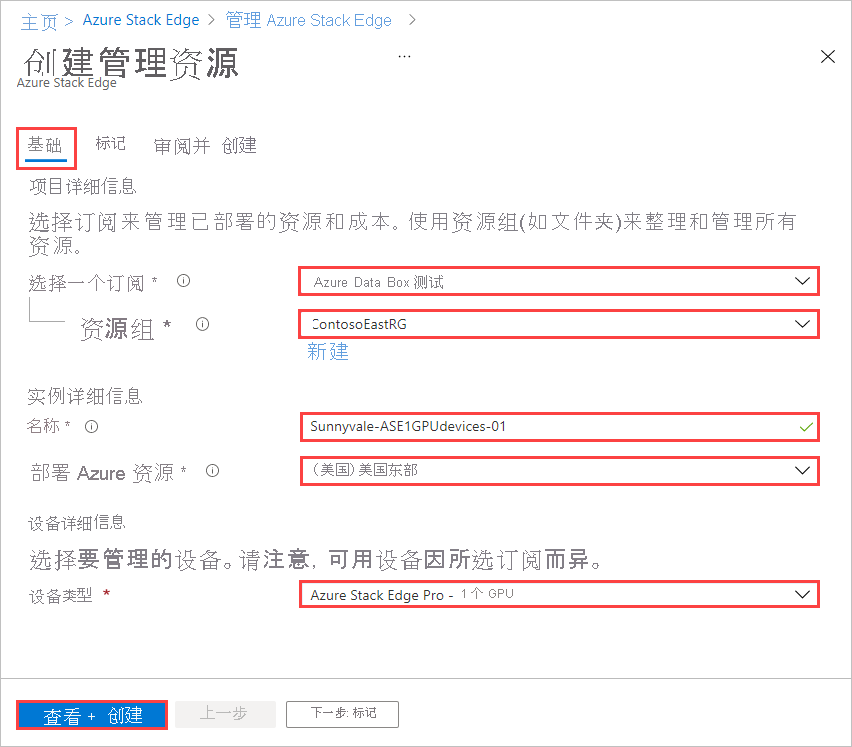 主页 > Azure Stack Edge > 管理 Azure Stack Edge >
创建管理资源 ...
Azure Stack Edge
基础 标记 审阅并 创建
项目详细信息
选择订阅来管理已部署的资源和成本。使用资源组(如文件夹)来整理和管理所有
资源。
选择一个订阅 * Azure Data Box 测试
资源组 * ContosoEastRG
新建
实例详细信息
名称 * Sunnyvale-ASE1GPUdevices-01
部署 Azure 资源 * (美国) 美国东部
设备详细信息
选择要管理的设备。请注意, 可用设备因所选订阅而异。
设备类型 * Azure Stack Edge Pro - 1 个 GPU
查看 + 创建 上一步 下一步: 标记